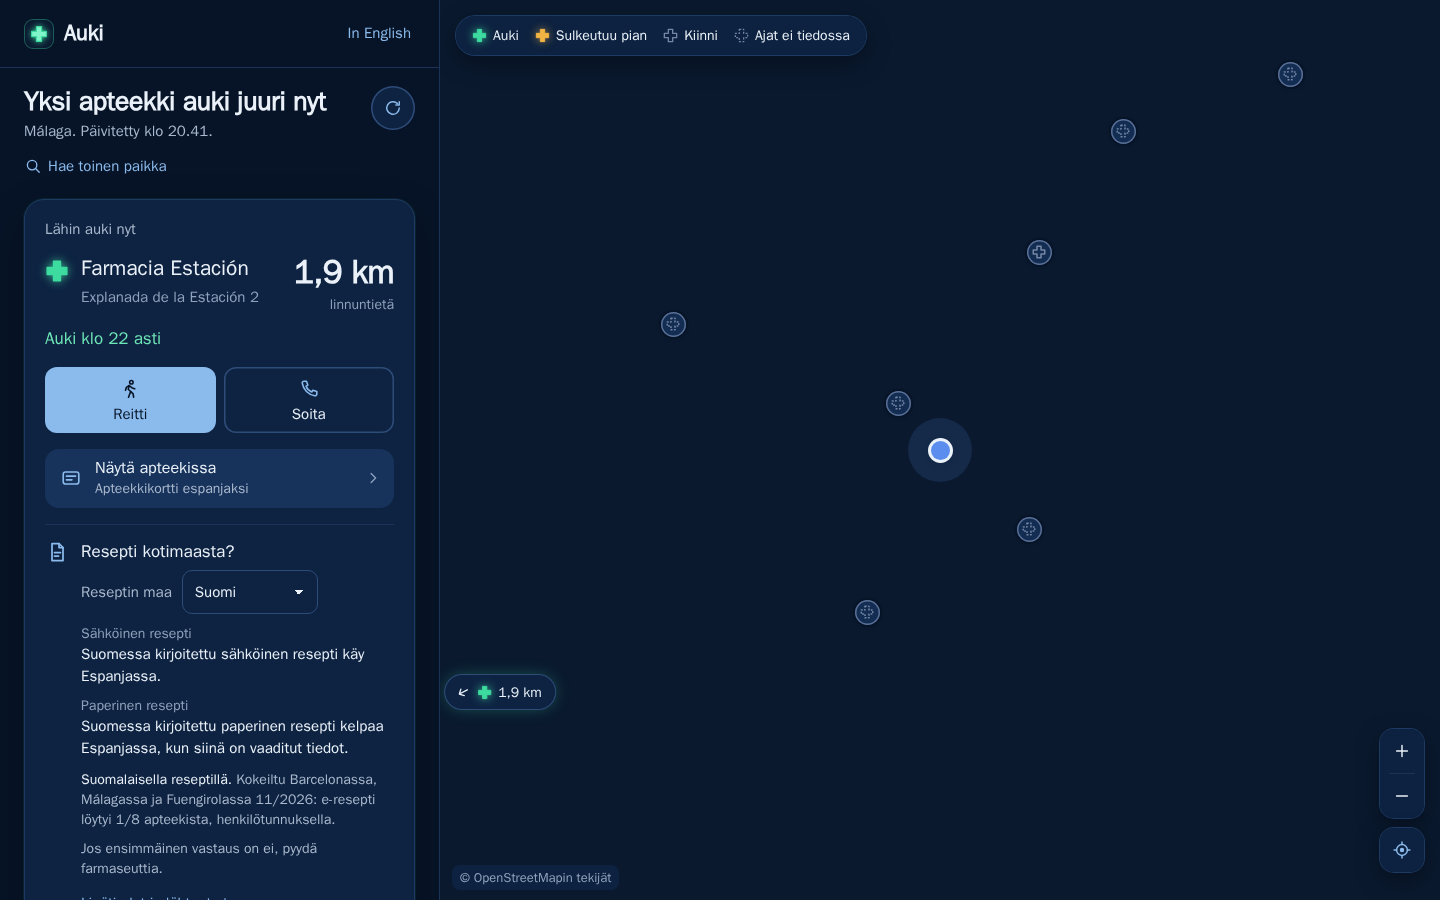 Auki
In English
Yksi apteekki auki juuri nyt
Málaga. Päivitetty klo 20.41.
Hae toinen paikka
Lähin auki nyt
Farmacia Estación
1,9 km
Explanada de la Estación 2
linnuntietä
Auki klo 22 asti
Reitti
Soita
Näytä apteekissa
Apteekkikortti espanjaksi
Resepti kotimaasta?
Reseptin maa
Suomi
Sähköinen resepti
Suomessa kirjoitettu sähköinen resepti käy
Espanjassa.
Paperinen resepti
Suomessa kirjoitettu paperinen resepti kelpaa
Espanjassa, kun siinä on vaaditut tiedot.
Suomalaisella reseptillä. Kokeiltu Barcelonassa,
Málagassa ja Fuengirolassa 11/2026: e-resepti
löytyi 1/8 apteekista, henkilötunnuksella.
Jos ensimmäinen vastaus on ei, pyydä
farmaseuttia.
Auki
Sulkeutuu pian
Kiinni
Ajat ei tiedossa
1,9 km
© OpenStreetMapin tekijät